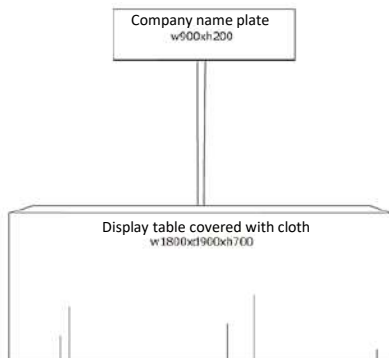 Company name plate
w900xh200
Display table covered with cloth
w1800xd900xh700